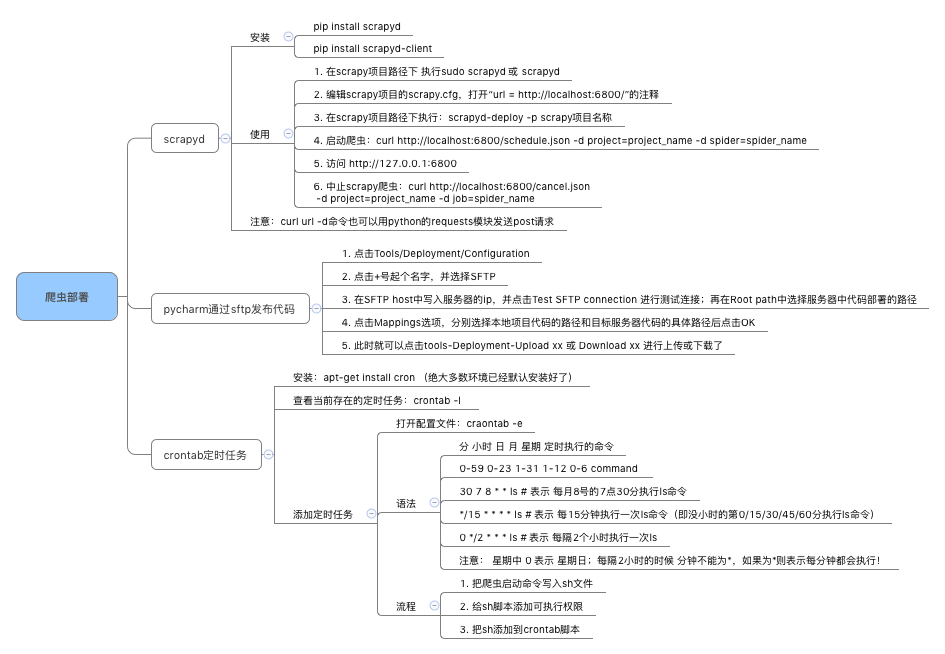 爬虫部署
scrapyd
安装
pip install scrapyd
pip install scrapyd-client
使用
1. 在scrapy项目路径下 执行sudo scrapyd 或 scrapyd
2. 编辑scrapy项目的scrapy.cfg，打开“url = http://localhost:6800/”的注释
3. 在scrapy项目路径下执行：scrapyd-deploy -p scrapy项目名称
4. 启动爬虫：curl http://localhost:6800/schedule.json -d project=project_name -d spider=spider_name
5. 访问 http://127.0.0.1:6800
6. 中止scrapy爬虫：curl http://localhost:6800/cancel.json
-d project=project_name -d job=spider_name
注意：curl url -d命令也可以用python的requests模块发送post请求
pycharm通过sftp发布代码
1. 点击Tools/Deployment/Configuration
2. 点击+号起个名字，并选择SFTP
3. 在SFTP host中写入服务器的ip，并点击Test SFTP connection 进行测试连接；再在Root path中选择服务器中代码部署的路径
4. 点击Mappings选项，分别选择本地项目代码的路径和目标服务器代码的具体路径后点击OK
5. 此时就可以点击tools-Deployment-Upload xx 或 Download xx 进行上传或下载了
crontab定时任务
安装：apt-get install cron （绝大多数环境已经默认安装好了）
查看当前存在的定时任务：crontab -l
添加定时任务
打开配置文件：craontab -e
语法
分 小时 日 月 星期 定时执行的命令
0-59 0-23 1-31 1-12 0-6 command
30 7 8 * * ls # 表示 每月8号的7点30分执行ls命令
*/15 * * * * ls # 表示 每15分钟执行一次ls命令（即没小时的第0/15/30/45/60分执行ls命令）
0 */2 * * * ls # 表示 每隔2个小时执行一次ls
注意： 星期中 0 表示 星期日；每隔2小时的时候 分钟不能为*，如果为*则表示每分钟都会执行！
流程
1. 把爬虫启动命令写入sh文件
2. 给sh脚本添加可执行权限
3. 把sh添加到crontab脚本